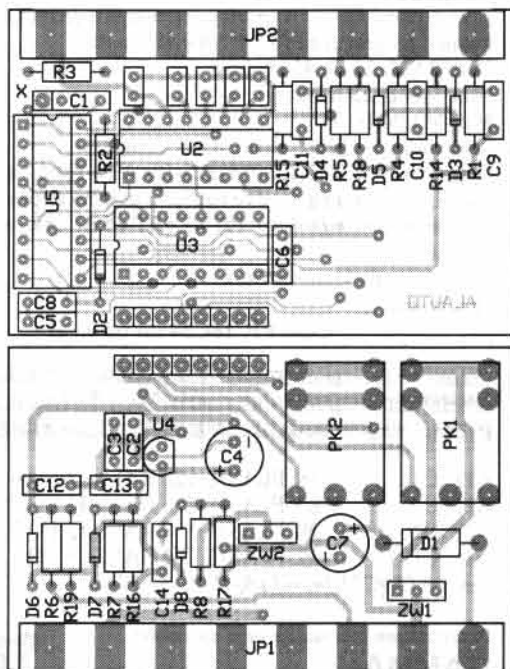 JP2
R3
X
C1
R2
U2
U5
R15
C11
D4
R5
R18
D5
R4
C10
R14
D3
R1
C9
U3
C6
C8
C5
D2
ALAUTO
U4
C3
C2
C4
PK2
PK1
C12
C13
ZW2
C7
D1
D6
R6
R19
D7
R7
R16
C14
D8
R8
R17
ZW1
JP1